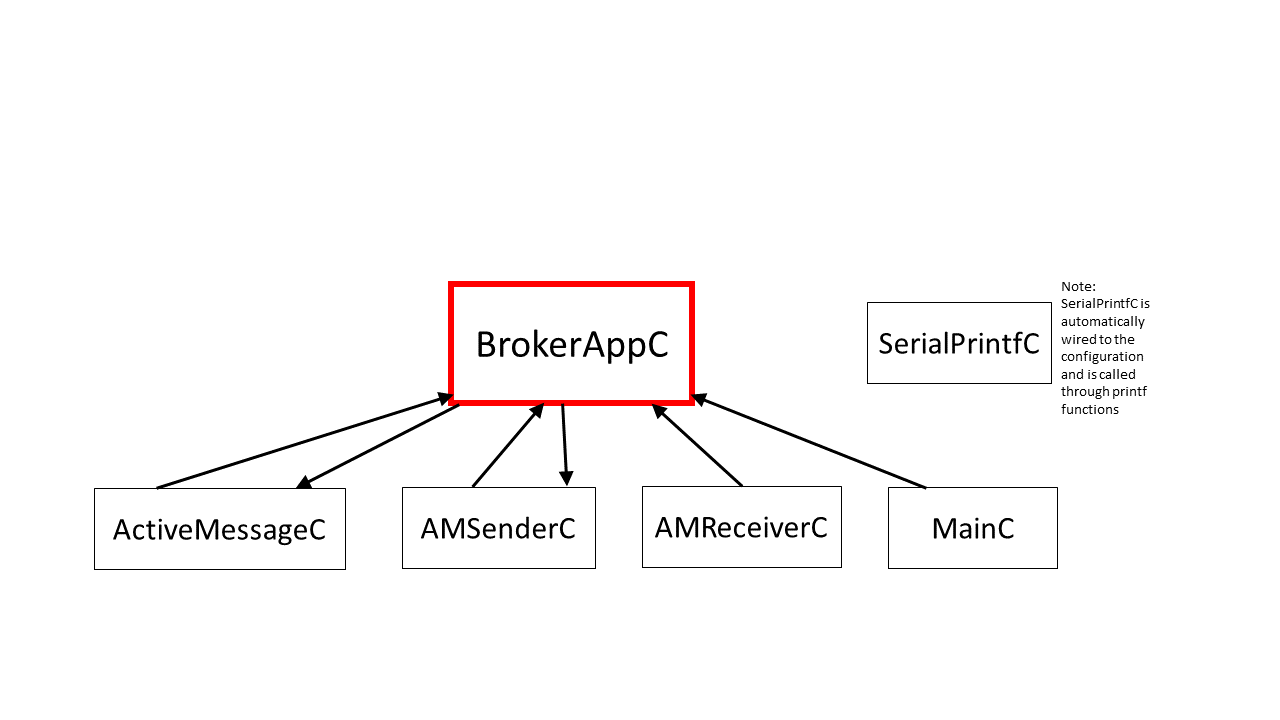 BrokerAppC
SerialPrintfC
Note:
SerialPrintfC is
automatically
wired to the
configuration
and is called
through printf
functions
ActiveMessageC
AMSenderC
AMReceiverC
MainC